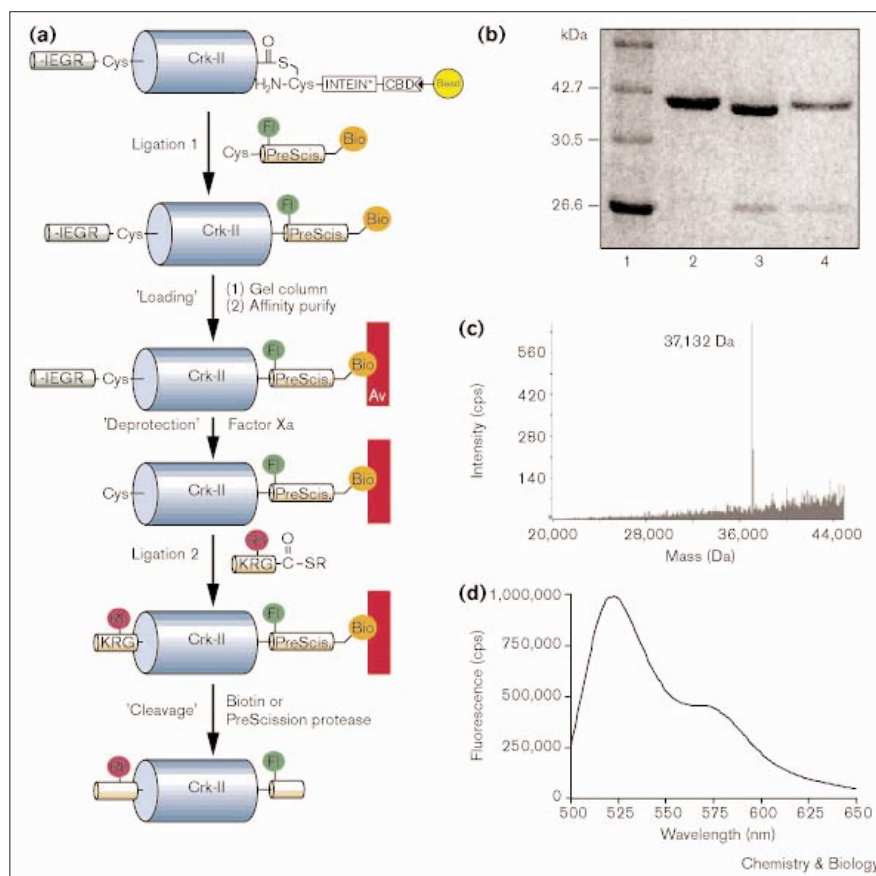 (a)
-IEGR
Cys
Crk-II
O
S
H₂N-Cys
INTEIN*
CBD
Bead
Ligation 1
Fl
Bio
Cys
PreScis.
-IEGR
Cys
Crk-II
Fl
PreScis.
Bio
'Loading'
(1) Gel column
(2) Affinity purify
-IEGR
Cys
Crk-II
Fl
PreScis.
Bio
Av
'Deprotection'
Factor Xa
Cys
Crk-II
Fl
PreScis.
Bio
Ligation 2
Rh
KRG
O
C-SR
Rh
KRG
Crk-II
Fl
PreScis.
Bio
'Cleavage'
Biotin or
PreScission protease
Rh
Crk-II
Fl
(b)
kDa
42.7
30.5
26.6
1 2 3 4
(c)
37,132 Da
560
420
280
140
Intensity (cps)
20,000 28,000 36,000 44,000
Mass (Da)
(d)
1,000,000
750,000
500,000
250,000
0
Fluorescence (cps)
500 525 550 575 600 625 650
Wavelength (nm)
Chemistry & Biology